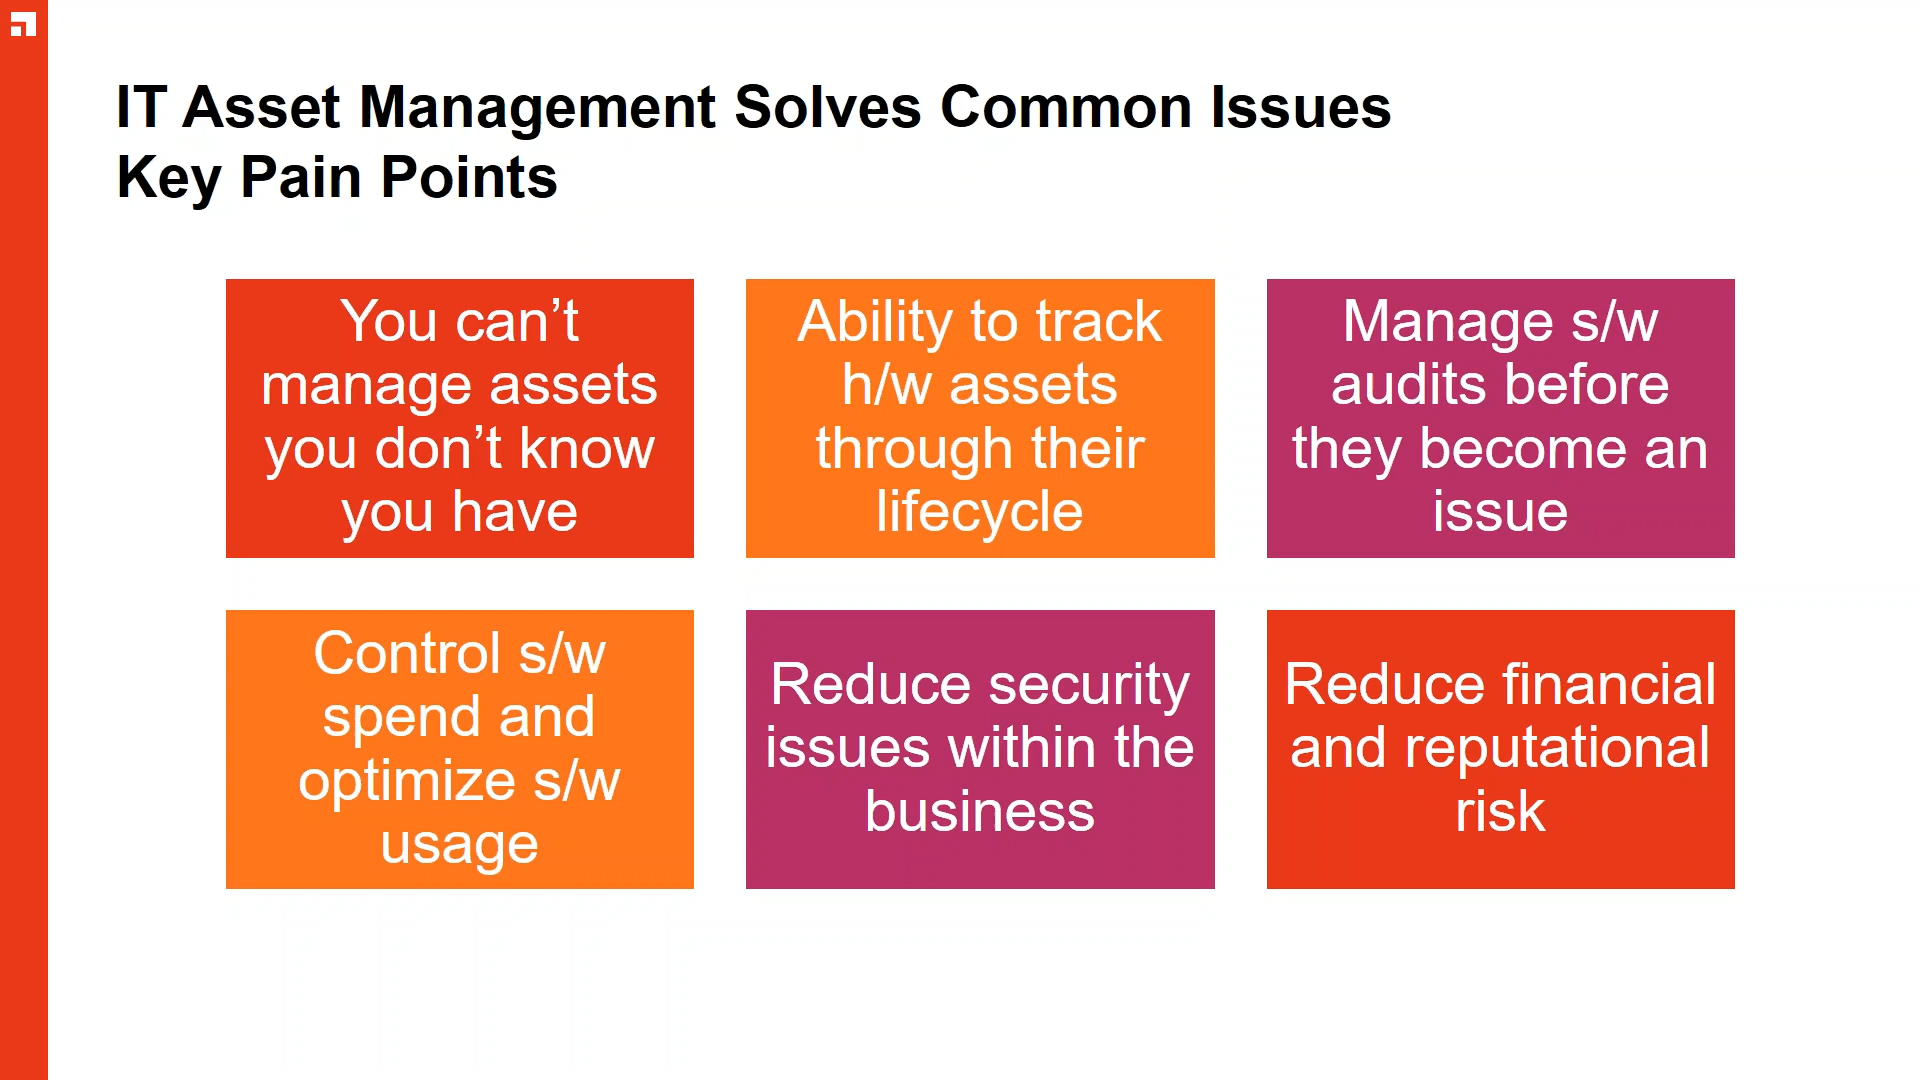 IT Asset Management Solves Common Issues
Key Pain Points
You can’t
manage assets
you don’t know
you have
Ability to track
h/w assets
through their
lifecycle
Manage s/w
audits before
they become an
issue
Control s/w
spend and
optimize s/w
usage
Reduce security
issues within the
business
Reduce financial
and reputational
risk